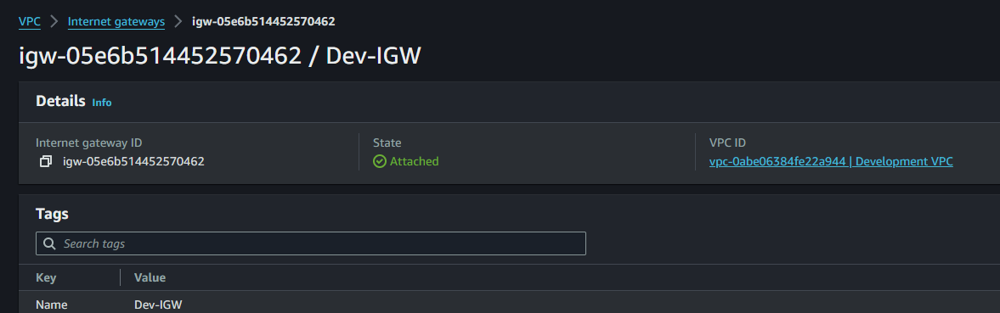 VPC > Internet gateways > igw-05e6b514452570462
igw-05e6b514452570462 / Dev-IGW
Details Info
Internet gateway ID
igw-05e6b514452570462
State
Attached
VPC ID
vpc-0abe06384fe22a944 | Development VPC
Tags
Search tags
Key Value
Name Dev-IGW